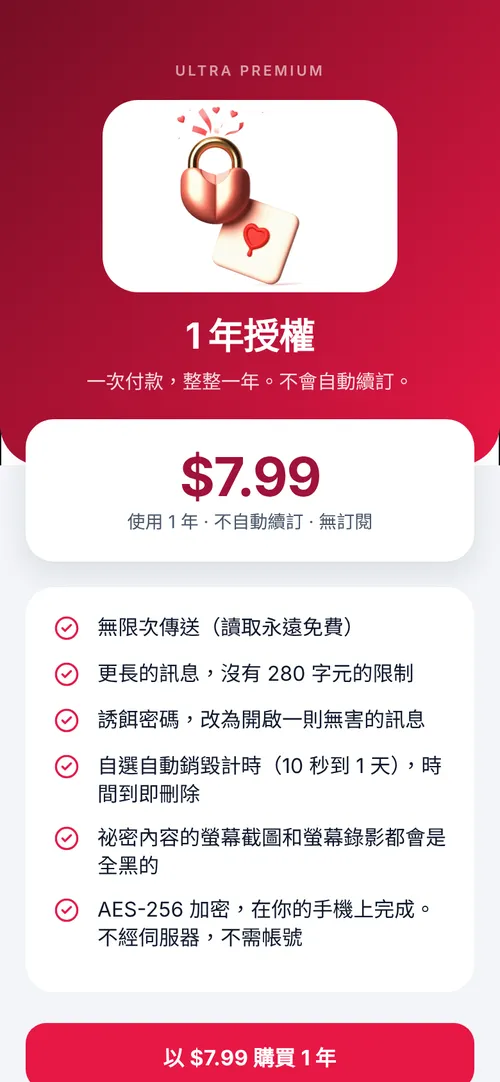 ULTRA PREMIUM
1 年授權
一次付款，整整一年。不會自動續訂。
$7.99
使用 1 年 · 不自動續訂 · 無訂閱
無限次傳送（讀取永遠免費）
更長的訊息，沒有 280 字元的限制
誘餌密碼，改為開啟一則無害的訊息
自選自動銷毀計時（10 秒到 1 天），時
間到即刪除
祕密內容的螢幕截圖和螢幕錄影都會是
全黑的
AES-256 加密，在你的手機上完成。
不經伺服器，不需帳號
以 $7.99 購買 1 年